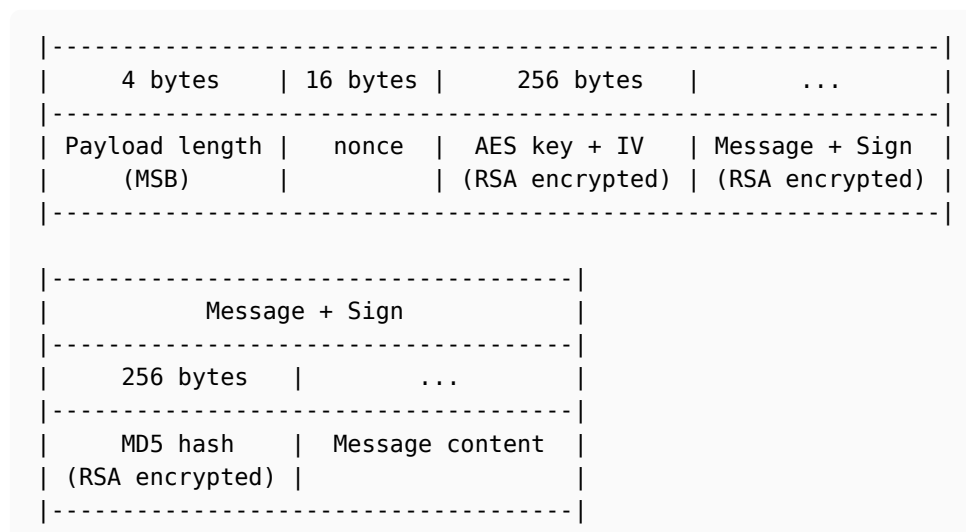 |---------------------------------------------------------------|
| 4 bytes | 16 bytes | 256 bytes | ... |
|---------------------------------------------------------------|
| Payload length | nonce | AES key + IV | Message + Sign |
| (MSB) | | (RSA encrypted) | (RSA encrypted) |
|---------------------------------------------------------------|
|-------------------------------------|
| Message + Sign |
|-------------------------------------|
| 256 bytes | ... |
|-------------------------------------|
| MD5 hash | Message content |
| (RSA encrypted) | |
|-------------------------------------|